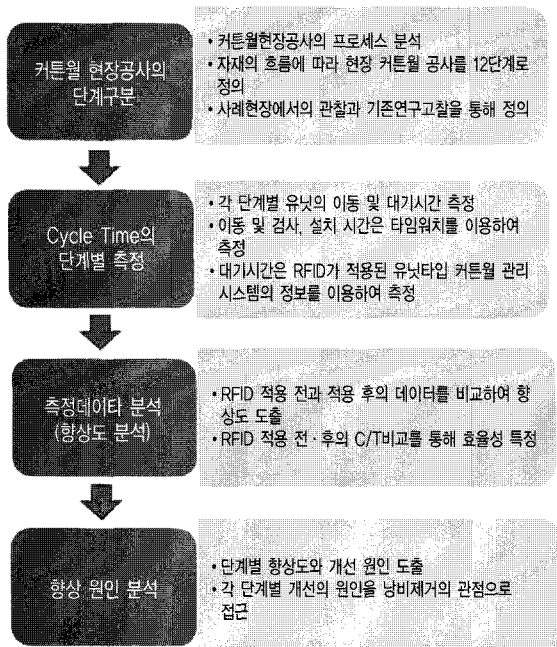 커튼월 현장공사의
단계구분
• 커튼월현장공사의 프로세스 분석
• 자재의 흐름에 따라 현장 커튼월 공사를 12단계로
정의
• 사례현장에서의 관찰과 기존연구고찰을 통해 정의
Cycle Time의
단계별 측정
• 각 단계별 유닛의 이동 및 대기시간 측정
• 이동 및 검사, 설치 시간은 타임워치를 이용하여
측정
• 대기시간은 RFID가 적용된 유닛타입 커튼월 관리
시스템의 정보를 이용하여 측정
측정데이타 분석
(향상도 분석)
• RFID 적용 전과 적용 후의 데이터를 비교하여 향
상도 도출
• RFID 적용 전·후의 C/T비교를 통해 효율성 특정
향상 원인 분석
• 단계별 향상도와 개선 원인 도출
• 각 단계별 개선의 원인을 낭비제거의 관점으로
접근